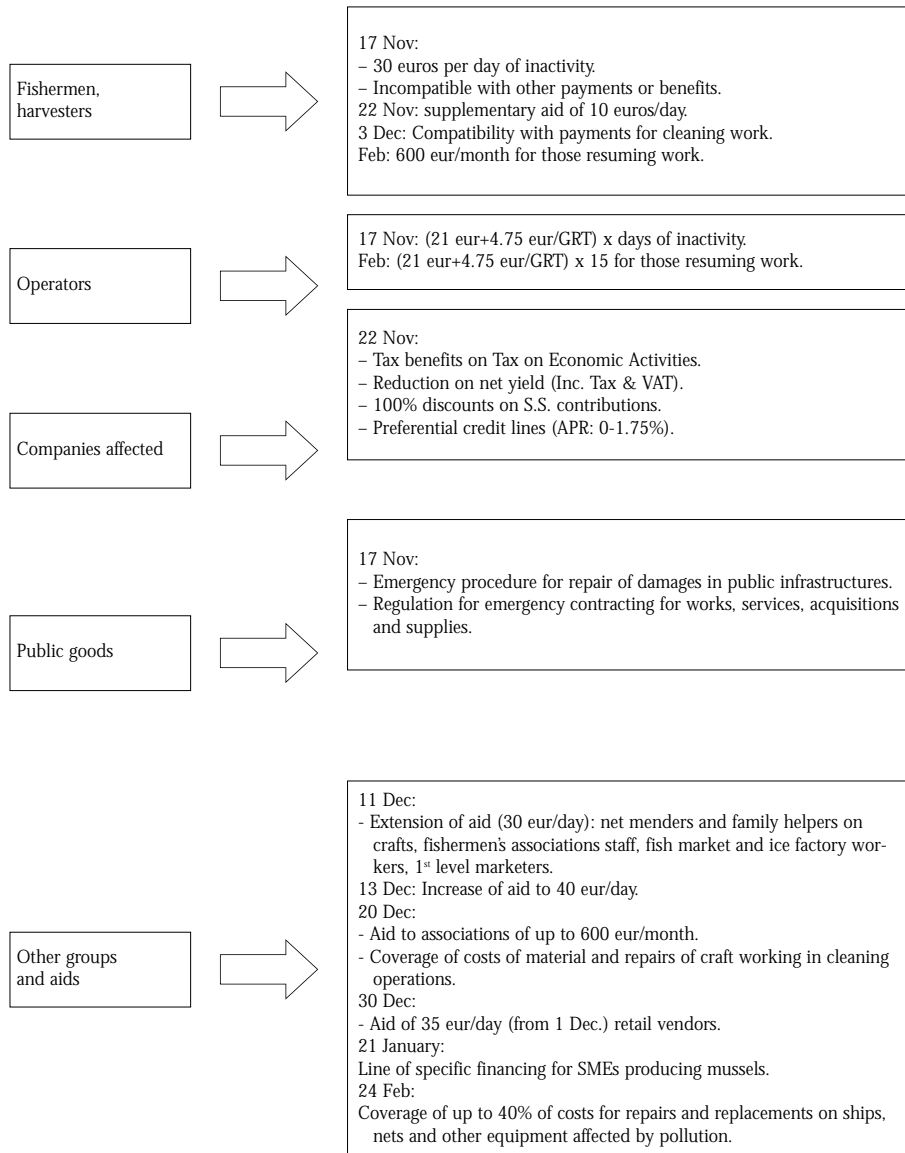 Fishermen,
harvesters
17 Nov:
– 30 euros per day of inactivity.
– Incompatible with other payments or benefits.
22 Nov: supplementary aid of 10 euros/day.
3 Dec: Compatibility with payments for cleaning work.
Feb: 600 eur/month for those resuming work.
Operators
17 Nov: (21 eur+4.75 eur/GRT) x days of inactivity.
Feb: (21 eur+4.75 eur/GRT) x 15 for those resuming work.
Companies affected
22 Nov:
– Tax benefits on Tax on Economic Activities.
– Reduction on net yield (Inc. Tax & VAT).
– 100% discounts on S.S. contributions.
– Preferential credit lines (APR: 0-1.75%).
Public goods
17 Nov:
– Emergency procedure for repair of damages in public infrastructures.
– Regulation for emergency contracting for works, services, acquisitions
and supplies.
Other groups
and aids
11 Dec:
- Extension of aid (30 eur/day): net menders and family helpers on
crafts, fishermen's associations staff, fish market and ice factory wor-
kers, 1st level marketers.
13 Dec: Increase of aid to 40 eur/day.
20 Dec:
- Aid to associations of up to 600 eur/month.
- Coverage of costs of material and repairs of craft working in cleaning
operations.
30 Dec:
- Aid of 35 eur/day (from 1 Dec.) retail vendors.
21 January:
Line of specific financing for SMEs producing mussels.
24 Feb:
Coverage of up to 40% of costs for repairs and replacements on ships,
nets and other equipment affected by pollution.